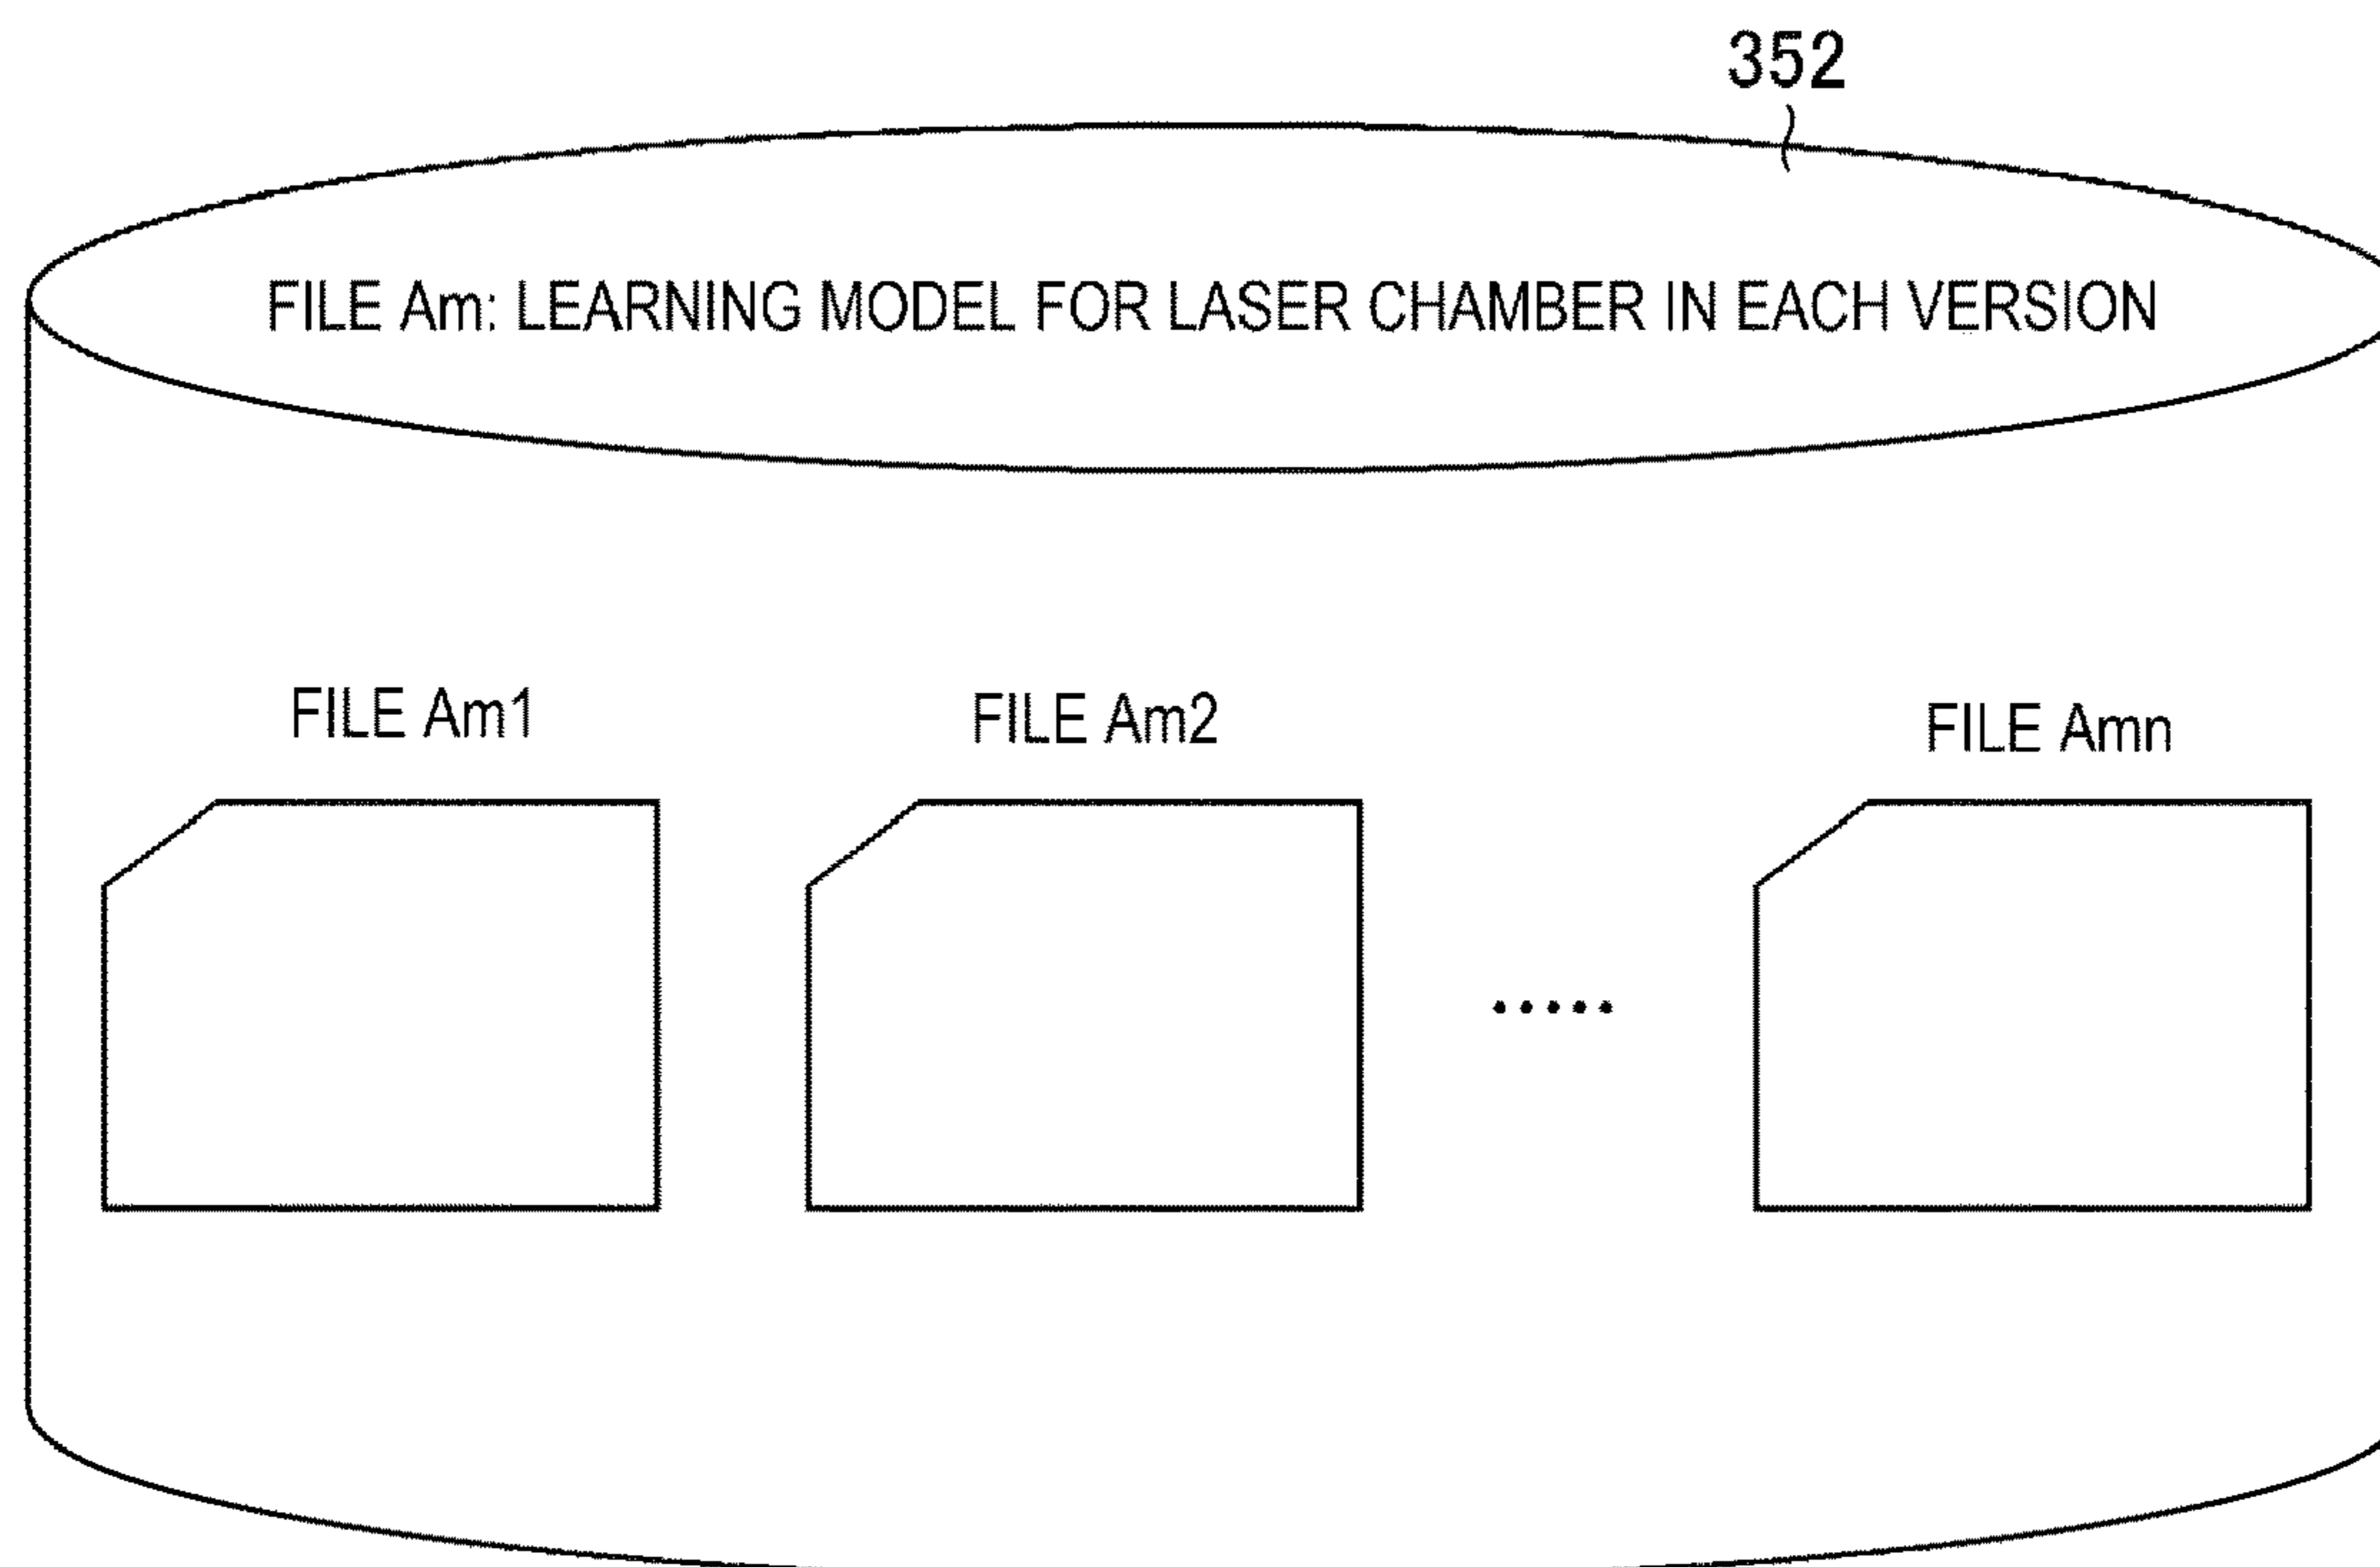 352
FILE Am: LEARNING MODEL FOR LASER CHAMBER IN EACH VERSION
FILE Am1
FILE Am2
FILE Amn